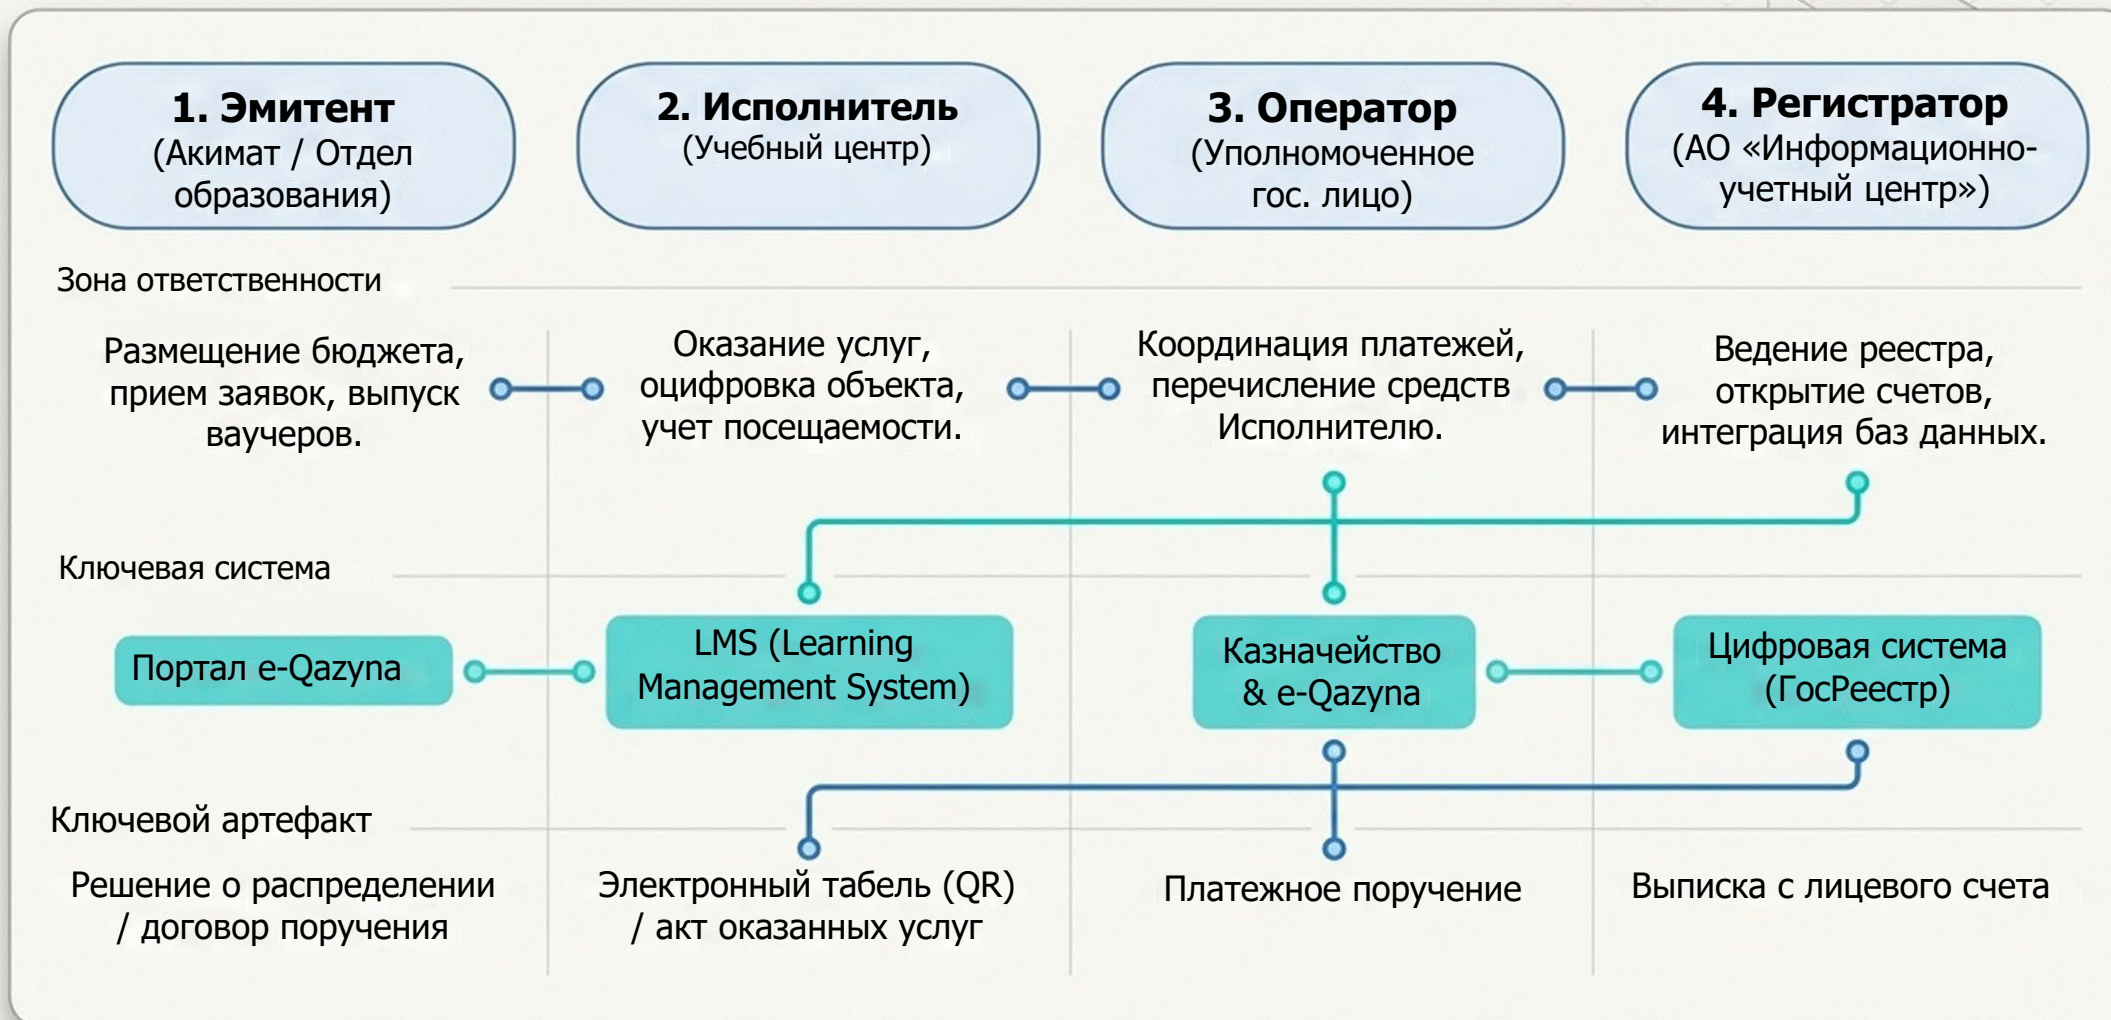 1. Эмитент
(Акимат / Отдел
образования)
2. Исполнитель
(Учебный центр)
3. Оператор
(Уполномоченное
гос. лицо)
4. Регистратор
(АО «Информационно-
учетный центр»)
Зона ответственности
Размещение бюджета,
прием заявок, выпуск
ваучеров.
Оказание услуг,
оцифровка объекта,
учет посещаемости.
Координация платежей,
перечисление средств
Исполнителю.
Ведение реестра,
открытие счетов,
интеграция баз данных.
Ключевая система
Портал e-Qazyna
LMS (Learning
Management System)
Казначейство
& e-Qazyna
Цифровая система
(ГосРеестр)
Ключевой артефакт
Решение о распределении
/ договор поручения
Электронный табель (QR)
/ акт оказанных услуг
Платежное поручение
Выписка с лицевого счета